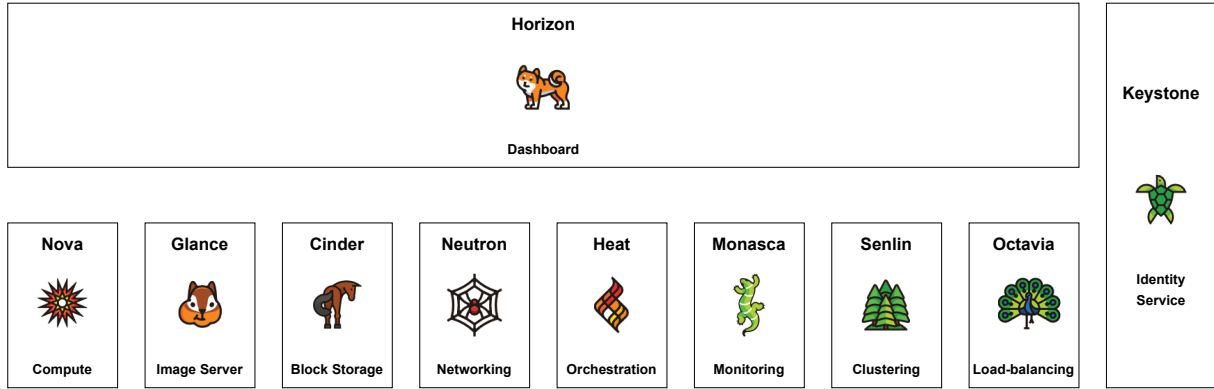 Horizon
Dashboard
Keystone
Identity
Service
Nova
Compute
Glance
Image Server
Cinder
Block Storage
Neutron
Networking
Heat
Orchestration
Monasca
Monitoring
Senlin
Clustering
Octavia
Load-balancing